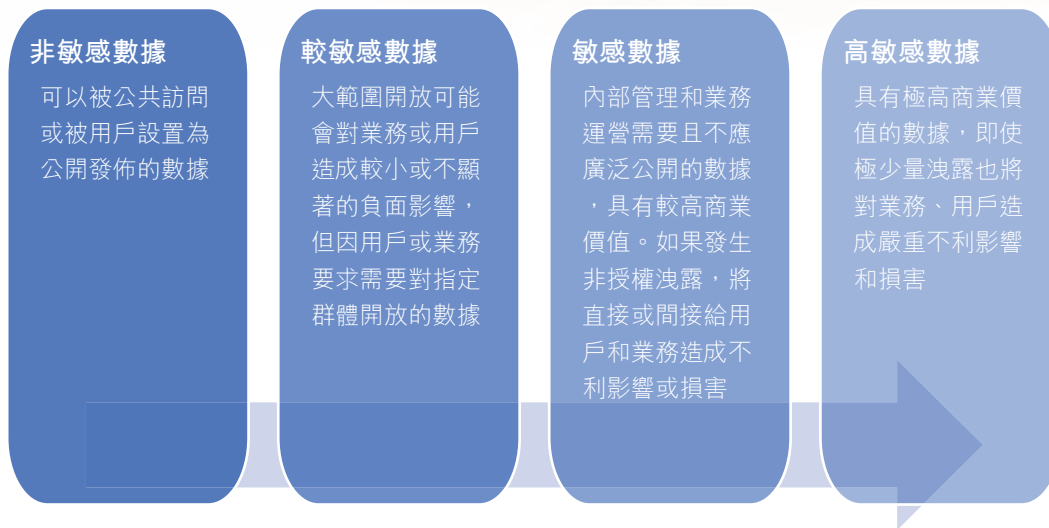 非敏感數據
可以被公共訪問
或被用戶設置為
公開發佈的數據
較敏感數據
大範圍開放可能
會對業務或用戶
造成較小或不顯
著的負面影響，
但因用戶或業務
要求需要對指定
群體開放的數據
敏感數據
內部管理和業務
運營需要且不應
廣泛公開的數據
，具有較高商業
價值。如果發生
非授權洩露，將
直接或間接給用
戶和業務造成不
利影響或損害
高敏感數據
具有極高商業價
值的數據，即使
極少量洩露也將
對業務、用戶造
成嚴重不利影響
和損害